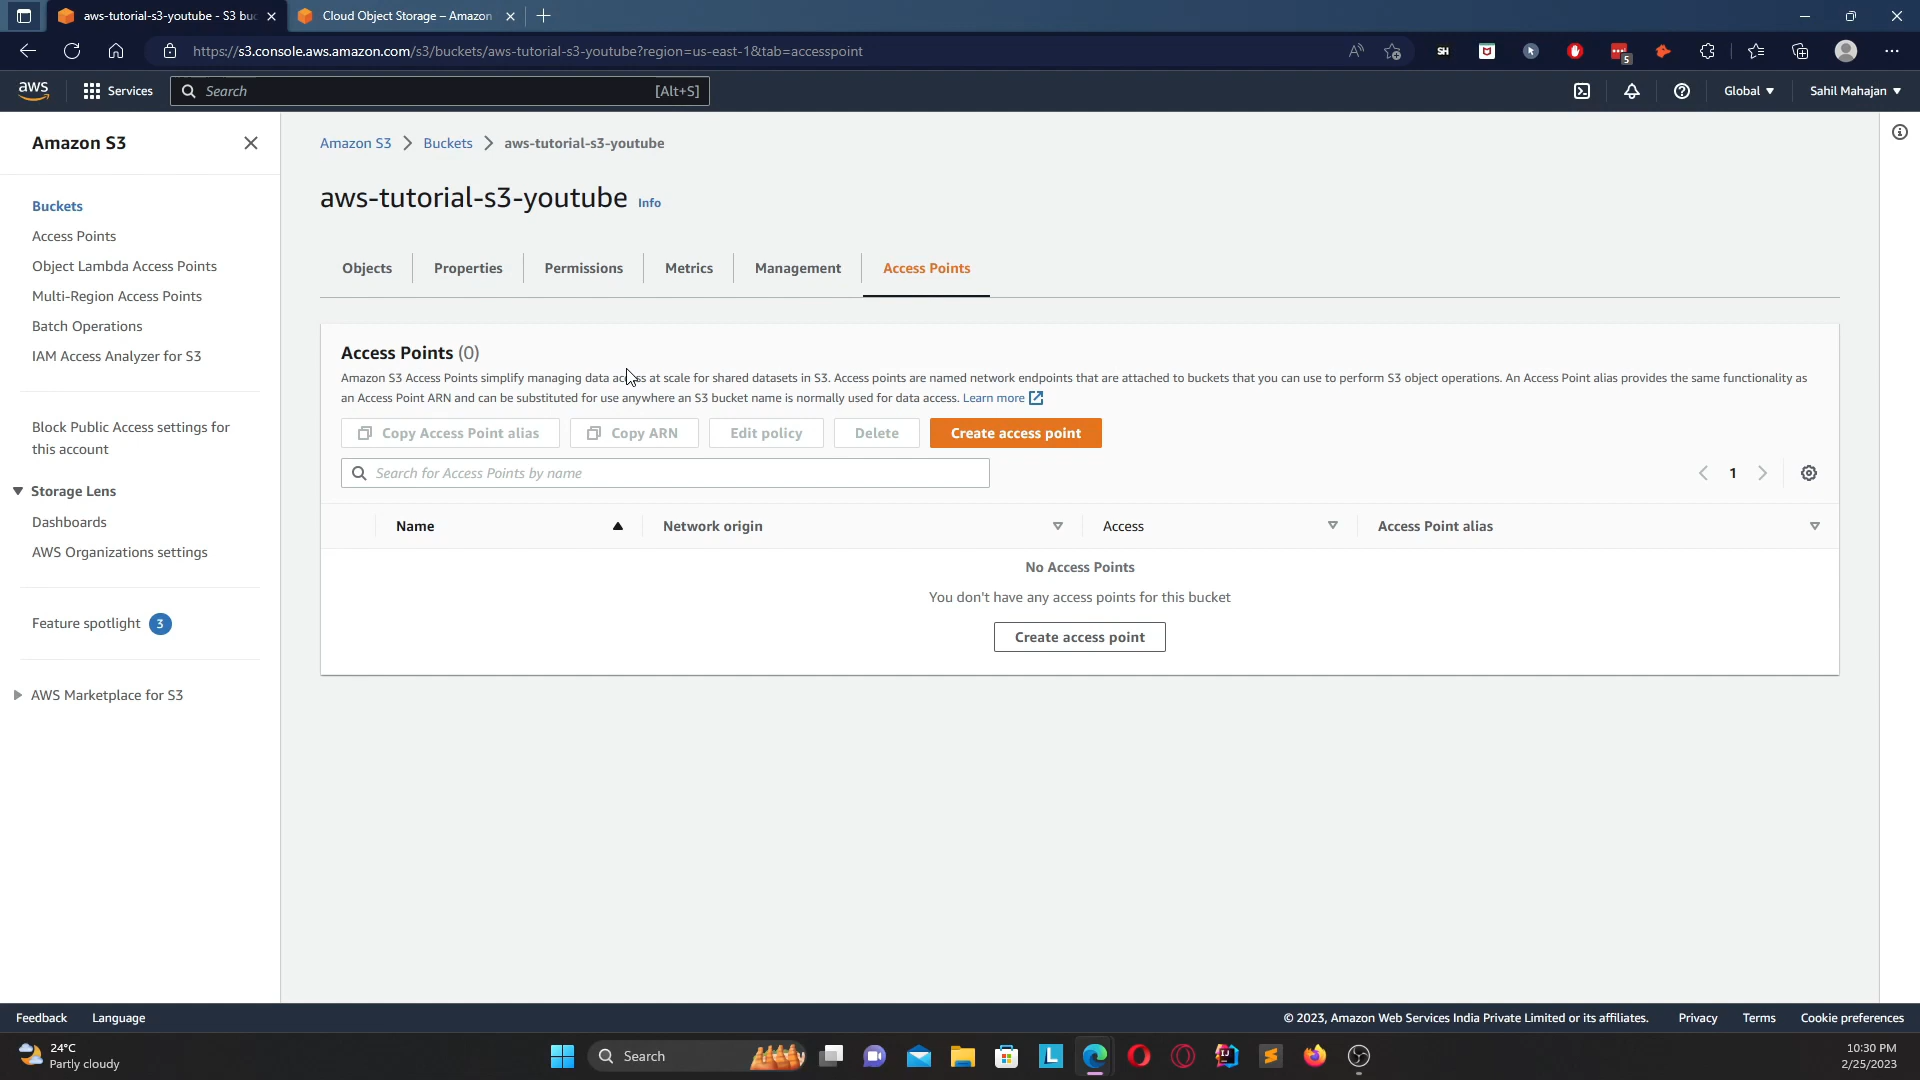 aws-tutorial-s3-youtube - S3 buc
Cloud Object Storage – Amazon
https://s3.console.aws.amazon.com/s3/buckets/aws-tutorial-s3-youtube?region=us-east-1&tab=accesspoint
SH
5
aws
Services
Search
[Alt+S]
Global
Sahil Mahajan
Amazon S3
Buckets
Access Points
Object Lambda Access Points
Multi-Region Access Points
Batch Operations
IAM Access Analyzer for S3
Block Public Access settings for
this account
Storage Lens
Dashboards
AWS Organizations settings
Feature spotlight 3
AWS Marketplace for S3
Amazon S3 > Buckets > aws-tutorial-s3-youtube
aws-tutorial-s3-youtube Info
Objects
Properties
Permissions
Metrics
Management
Access Points
Access Points (0)
Amazon S3 Access Points simplify managing data access at scale for shared datasets in S3. Access points are named network endpoints that are attached to buckets that you can use to perform S3 object operations. An Access Point alias provides the same functionality as
an Access Point ARN and can be substituted for use anywhere an S3 bucket name is normally used for data access. Learn more
Copy Access Point alias
Copy ARN
Edit policy
Delete
Create access point
Search for Access Points by name
1
Name
Network origin
Access
Access Point alias
No Access Points
You don't have any access points for this bucket
Create access point
Feedback
Language
© 2023, Amazon Web Services India Private Limited or its affiliates.
Privacy
Terms
Cookie preferences
24°C
Partly cloudy
Search
L
IJ
10:30 PM
2/25/2023